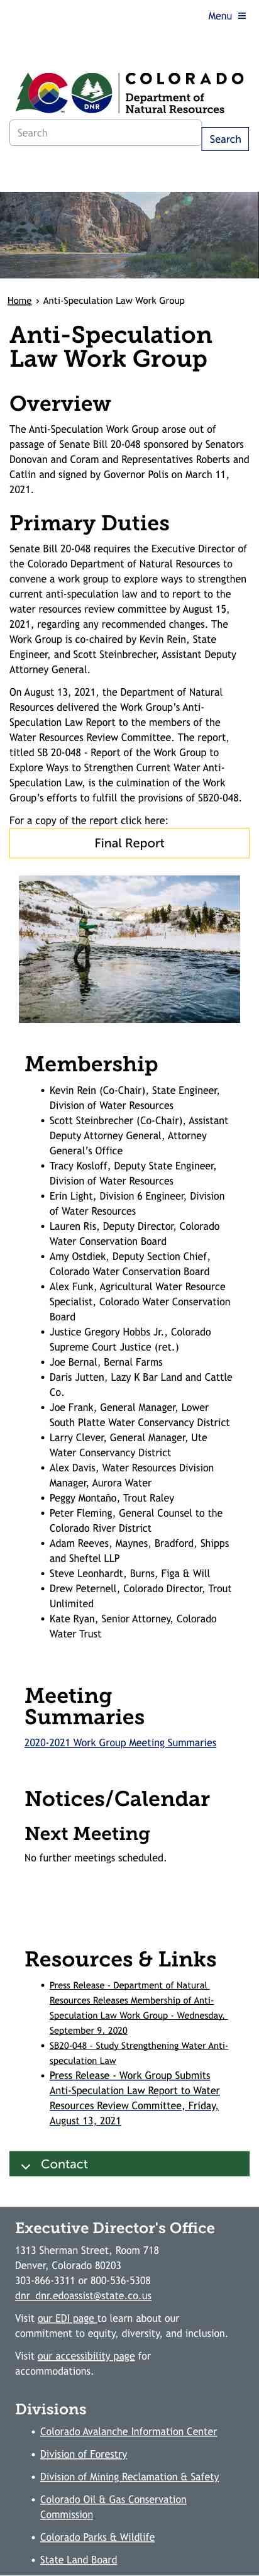 Menu ≡
COLORADO
Department of
Natural Resources
DNR
Search
Search
Home › Anti-Speculation Law Work Group
Anti-Speculation
Law Work Group
Overview
The Anti-Speculation Work Group arose out of
passage of Senate Bill 20-048 sponsored by Senators
Donovan and Coram and Representatives Roberts and
Catlin and signed by Governor Polis on March 11,
2021.
Primary Duties
Senate Bill 20-048 requires the Executive Director of
the Colorado Department of Natural Resources to
convene a work group to explore ways to strengthen
current anti-speculation law and to report to the
water resources review committee by August 15,
2021, regarding any recommended changes. The
Work Group is co-chaired by Kevin Rein, State
Engineer, and Scott Steinbrecher, Assistant Deputy
Attorney General.
On August 13, 2021, the Department of Natural
Resources delivered the Work Group's Anti-
Speculation Law Report to the members of the
Water Resources Review Committee. The report,
titled SB 20-048 - Report of the Work Group to
Explore Ways to Strengthen Current Water Anti-
Speculation Law, is the culmination of the Work
Group's efforts to fulfill the provisions of SB20-048.
For a copy of the report click here:
Final Report
Membership
• Kevin Rein (Co-Chair), State Engineer,
Division of Water Resources
• Scott Steinbrecher (Co-Chair), Assistant
Deputy Attorney General, Attorney
General's Office
• Tracy Kosloff, Deputy State Engineer,
Division of Water Resources
• Erin Light, Division 6 Engineer, Division
of Water Resources
• Lauren Ris, Deputy Director, Colorado
Water Conservation Board
• Amy Ostdiek, Deputy Section Chief,
Colorado Water Conservation Board
• Alex Funk, Agricultural Water Resource
Specialist, Colorado Water Conservation
Board
• Justice Gregory Hobbs Jr., Colorado
Supreme Court Justice (ret.)
• Joe Bernal, Bernal Farms
• Daris Jutten, Lazy K Bar Land and Cattle
Co.
• Joe Frank, General Manager, Lower
South Platte Water Conservancy District
• Larry Clever, General Manager, Ute
Water Conservancy District
• Alex Davis, Water Resources Division
Manager, Aurora Water
• Peggy Montaño, Trout Raley
• Peter Fleming, General Counsel to the
Colorado River District
• Adam Reeves, Maynes, Bradford, Shipps
and Sheftel LLP
• Steve Leonhardt, Burns, Figa & Will
• Drew Peternell, Colorado Director, Trout
Unlimited
• Kate Ryan, Senior Attorney, Colorado
Water Trust
Meeting
Summaries
2020-2021 Work Group Meeting Summaries
Notices/Calendar
Next Meeting
No further meetings scheduled.
Resources & Links
• Press Release - Department of Natural
Resources Releases Membership of Anti-
Speculation Law Work Group - Wednesday,
September 9, 2020
• SB20-048 - Study Strengthening Water Anti-
speculation Law
• Press Release - Work Group Submits
Anti-Speculation Law Report to Water
Resources Review Committee, Friday,
August 13, 2021
Contact
Executive Director's Office
1313 Sherman Street, Room 718
Denver, Colorado 80203
303-866-3311 or 800-536-5308
dnr_dnr.edoassist@state.co.us
Visit our EDI page to learn about our
commitment to equity, diversity, and inclusion.
Visit our accessibility page for
accommodations.
Divisions
• Colorado Avalanche Information Center
• Division of Forestry
• Division of Mining Reclamation & Safety
• Colorado Oil & Gas Conservation
Commission
• Colorado Parks & Wildlife
• State Land Board